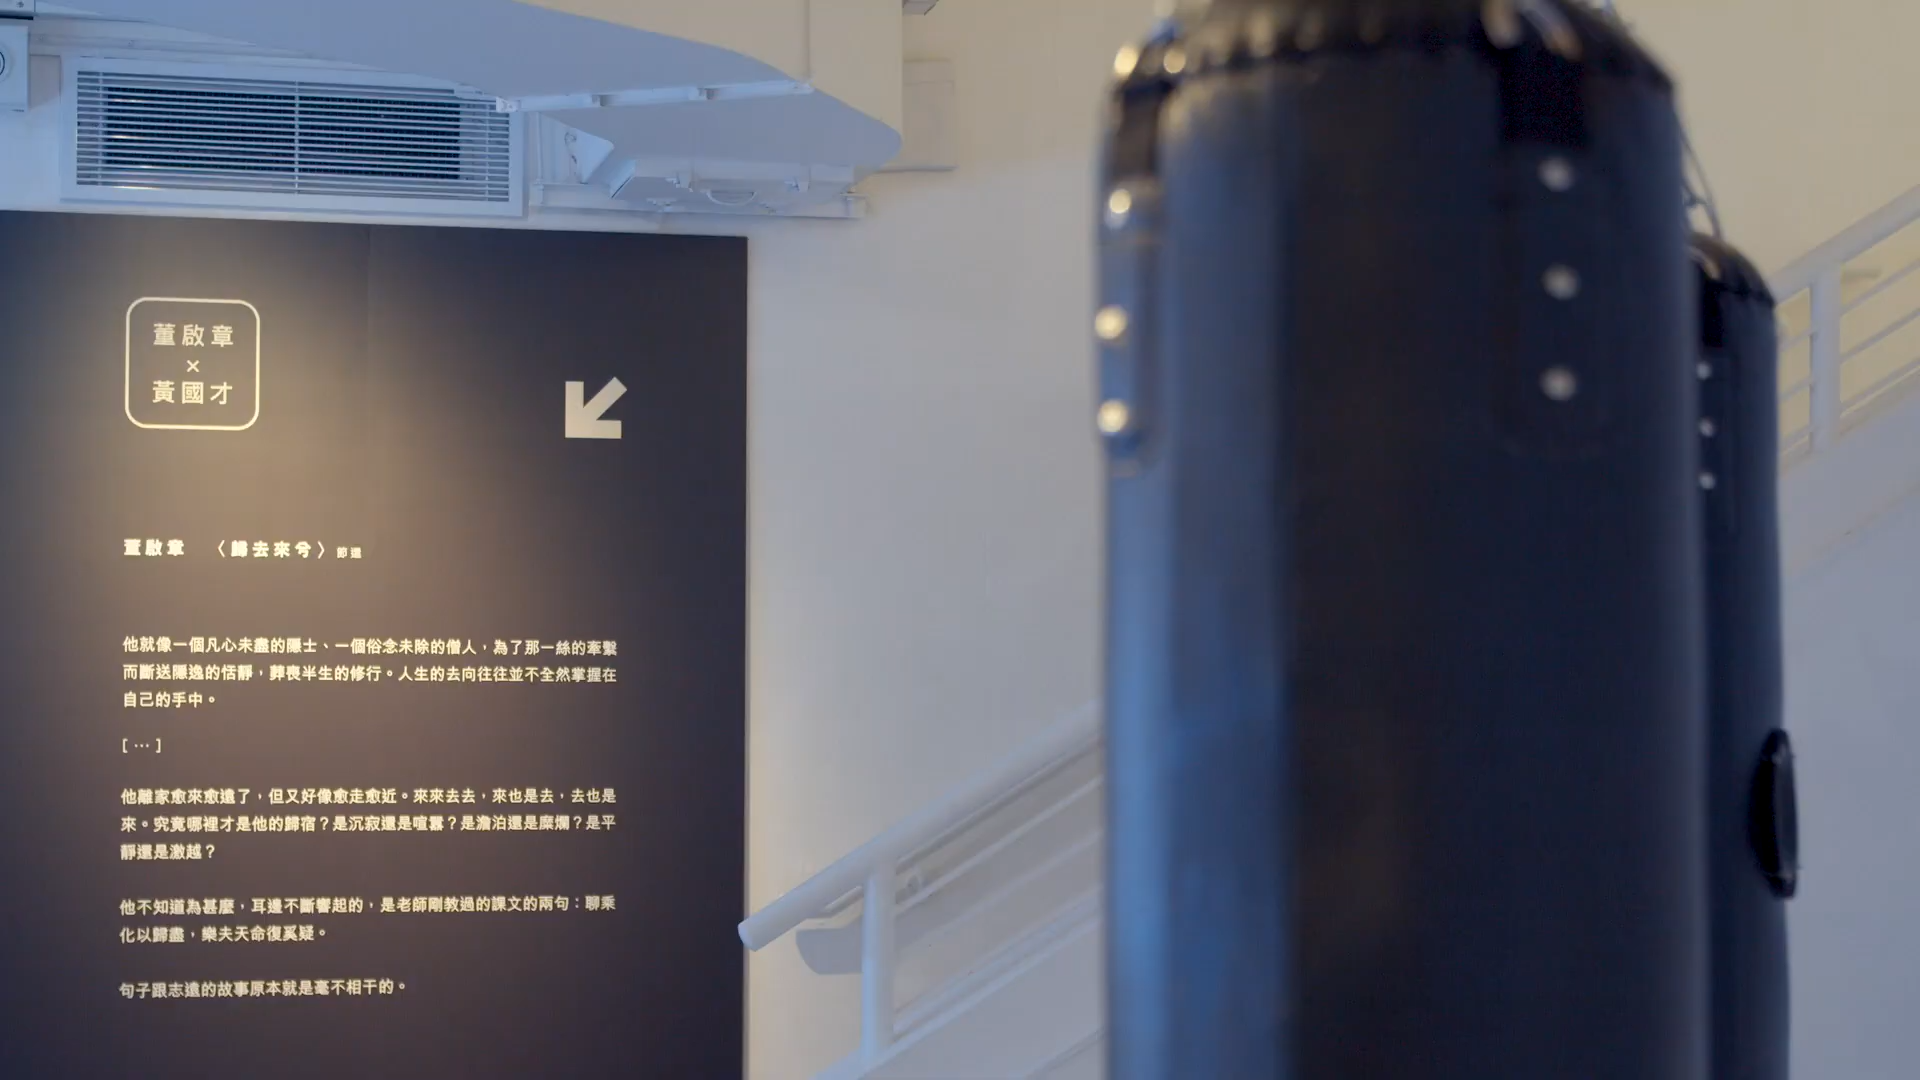 董啟章
×
黃國才
董啟章 〈歸去來兮〉節選
他就像一個凡心未盡的隱士、一個俗念未除的僧人，為了那一絲的牽繫
而斷送隱逸的恬靜，葬喪半生的修行。人生的去向往往並不全然掌握在
自己的手中。
[ … ]
他離家愈來愈遠了，但又好像愈走愈近。來來去去，來也是去，去也是
來。究竟哪裡才是他的歸宿？是沉寂還是喧囂？是澹泊還是糜爛？是平
靜還是激越？
他不知道為甚麼，耳邊不斷響起的，是老師剛教過的課文的兩句：聊乘
化以歸盡，樂夫天命復奚疑。
句子跟志遠的故事原本就是毫不相干的。